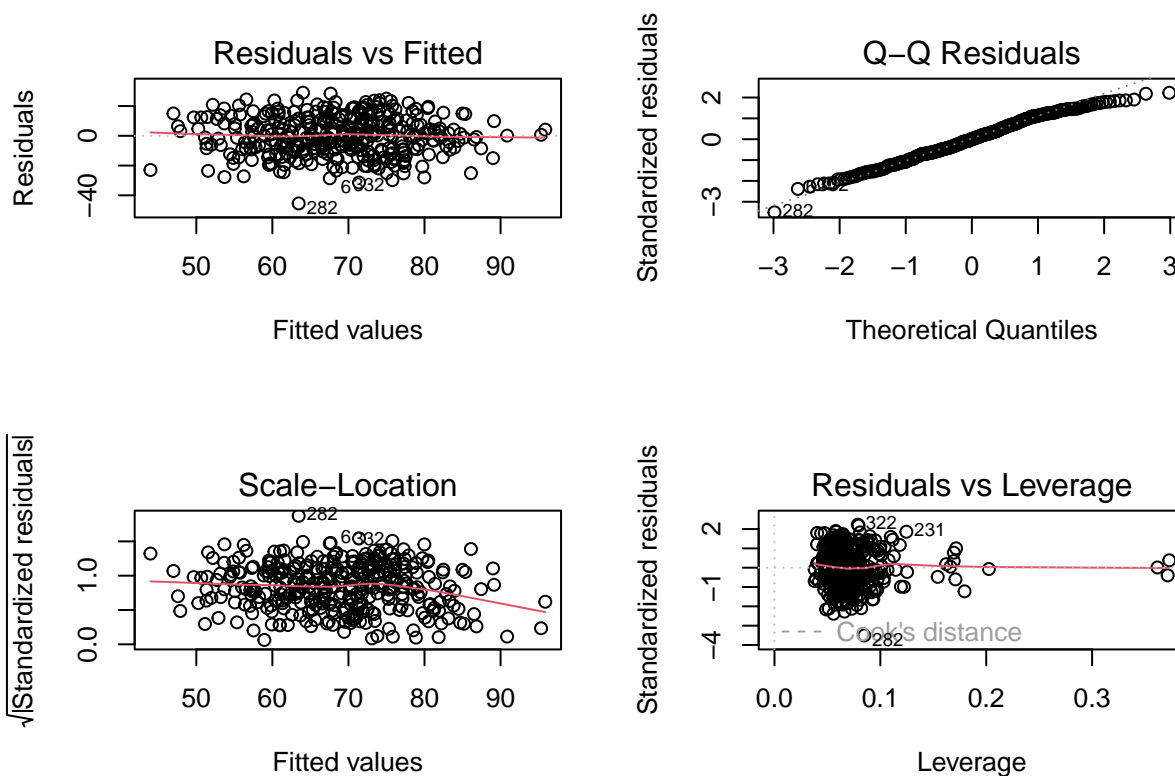 Residuals vs Fitted
Residuals
0
−40
282
332
50 60 70 80 90
Fitted values
Q−Q Residuals
Standardized residuals
2
0
−3
282
−3 −2 −1 0 1 2 3
Theoretical Quantiles
Scale−Location
√|Standardized residuals|
1.0
0.0
282
332
50 60 70 80 90
Fitted values
Residuals vs Leverage
Standardized residuals
2
−1
−4
322
231
Cook's distance
282
0.0 0.1 0.2 0.3
Leverage